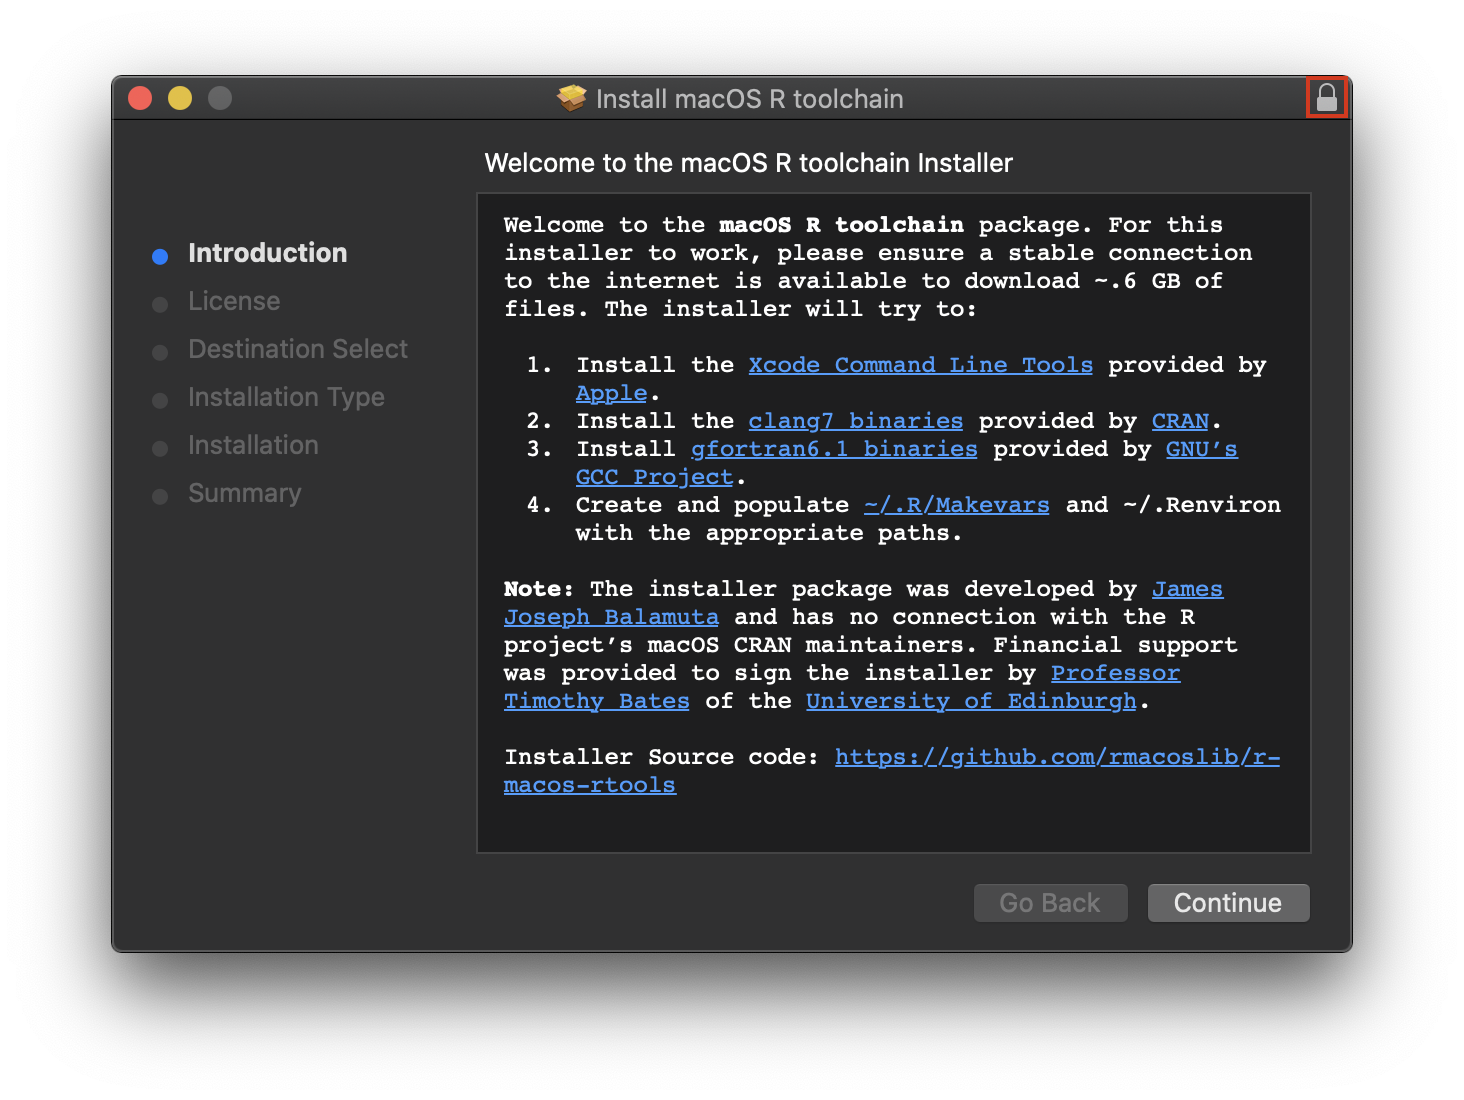 Install macOS R toolchain
Welcome to the macOS R toolchain Installer
Introduction
License
Destination Select
Installation Type
Installation
Summary
Welcome to the macOS R toolchain package. For this
installer to work, please ensure a stable connection
to the internet is available to download ~.6 GB of
files. The installer will try to:
1. Install the Xcode Command Line Tools provided by
Apple.
2. Install the clang7 binaries provided by CRAN.
3. Install gfortran6.1 binaries provided by GNU’s
GCC Project.
4. Create and populate ~/.R/Makevars and ~/.Renviron
with the appropriate paths.
Note: The installer package was developed by James
Joseph Balamuta and has no connection with the R
project’s macOS CRAN maintainers. Financial support
was provided to sign the installer by Professor
Timothy Bates of the University of Edinburgh.
Installer Source code: https://github.com/rmacoslib/r-
macos-rtools
Go Back
Continue